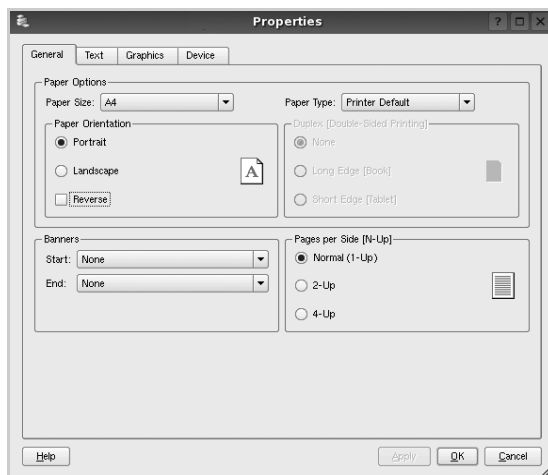 Properties
General Text Graphics Device
Paper Options
Paper Size: A4 Paper Type: Printer Default
Paper Orientation
Portrait
Landscape
A
Reverse
Duplex [Double-Sided Printing]
None
Long Edge [Book]
Short Edge [Tablet]
Banners
Start: None
End: None
Pages per Side [N-Up]
Normal (1-Up)
2-Up
4-Up
Help Apply OK Cancel